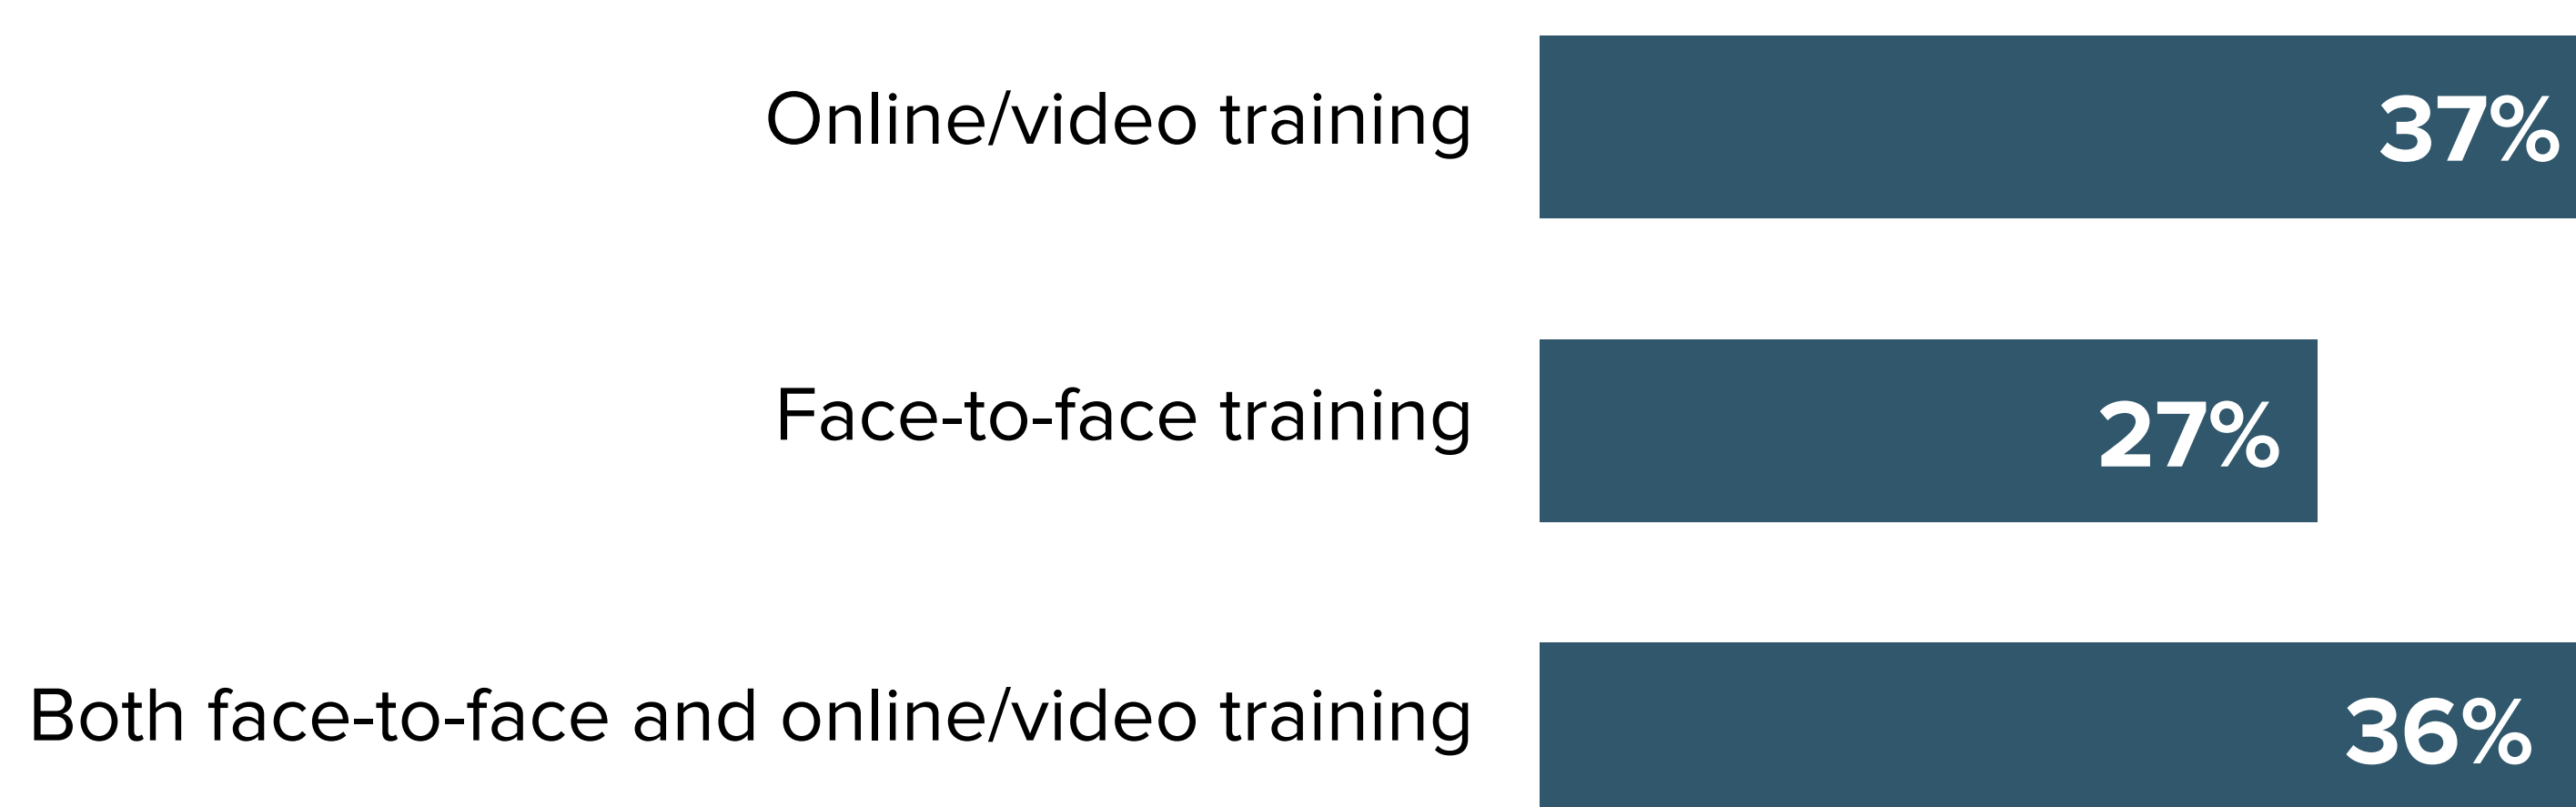 Online/video training 37%
Face-to-face training 27%
Both face-to-face and online/video training 36%